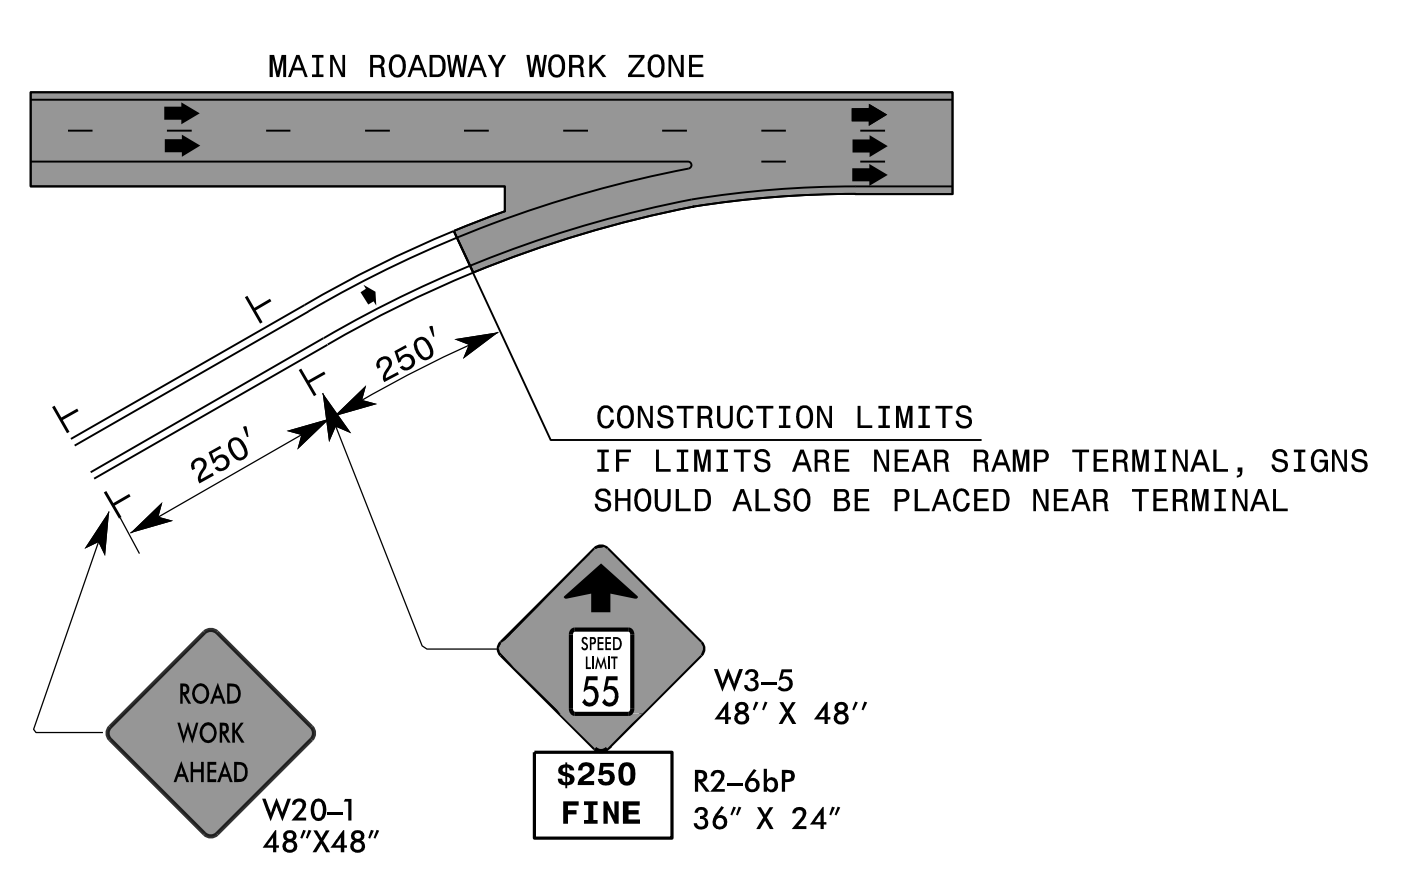 MAIN ROADWAY WORK ZONE
250'
250'
CONSTRUCTION LIMITS
IF LIMITS ARE NEAR RAMP TERMINAL, SIGNS
SHOULD ALSO BE PLACED NEAR TERMINAL
SPEED
LIMIT
55
W3–5
48'' X 48''
$250
FINE
R2–6bP
36" X 24"
ROAD
WORK
AHEAD
W20–1
48"X48"